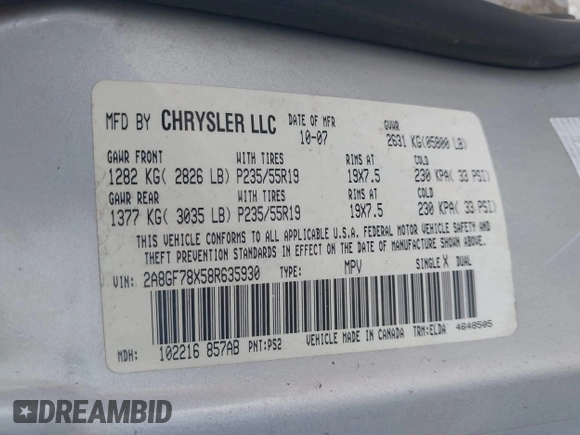 MFD BY CHRYSLER LLC DATE OF MFR 10-07 GVWR 2631 KG(05800 LB)
GAWR FRONT WITH TIRES RIMS AT COLD
1282 KG( 2826 LB) P235/55R19 19X7.5 230 KPA( 33 PSI)
GAWR REAR WITH TIRES RIMS AT COLD
1377 KG( 3035 LB) P235/55R19 19X7.5 230 KPA( 33 PSI)
THIS VEHICLE CONFORMS TO ALL APPLICABLE U.S.A. FEDERAL MOTOR VEHICLE SAFETY AND
THEFT PREVENTION STANDARDS IN EFFECT ON THE DATE OF MANUFACTURE SHOWN ABOVE.
VIN: 2A8GF78X58R635930 TYPE: MPV SINGLE X DUAL
MDH: 102216 857AB PNT:PS2 VEHICLE MADE IN CANADA TRM:ELDA 4648505
DREAMBID